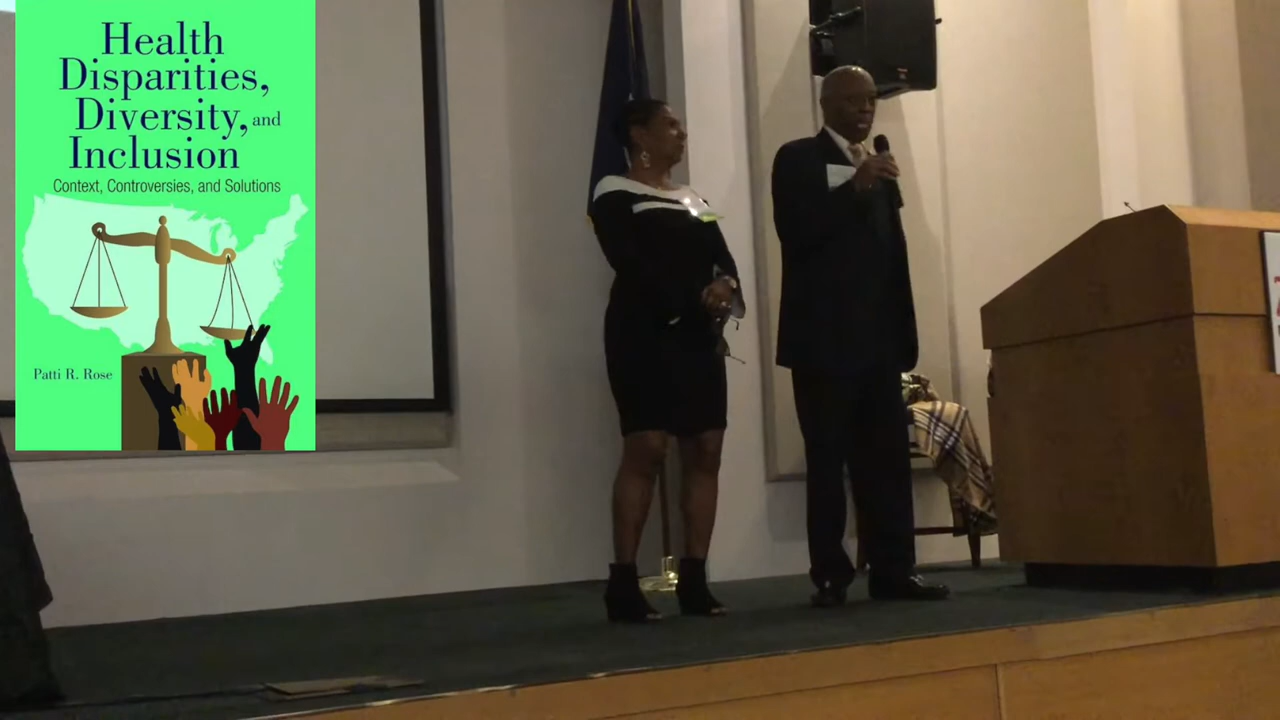 Health
Disparities,
Diversity, and
Inclusion
Context, Controversies, and Solutions
Patti R. Rose